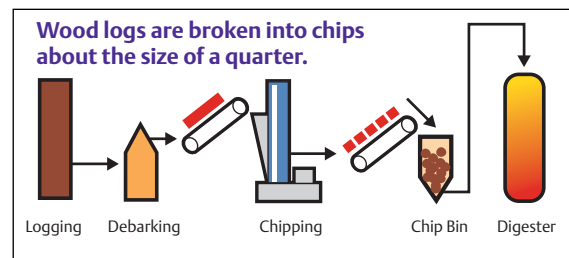 Wood logs are broken into chips
about the size of a quarter.
Logging Debarking Chipping Chip Bin Digester